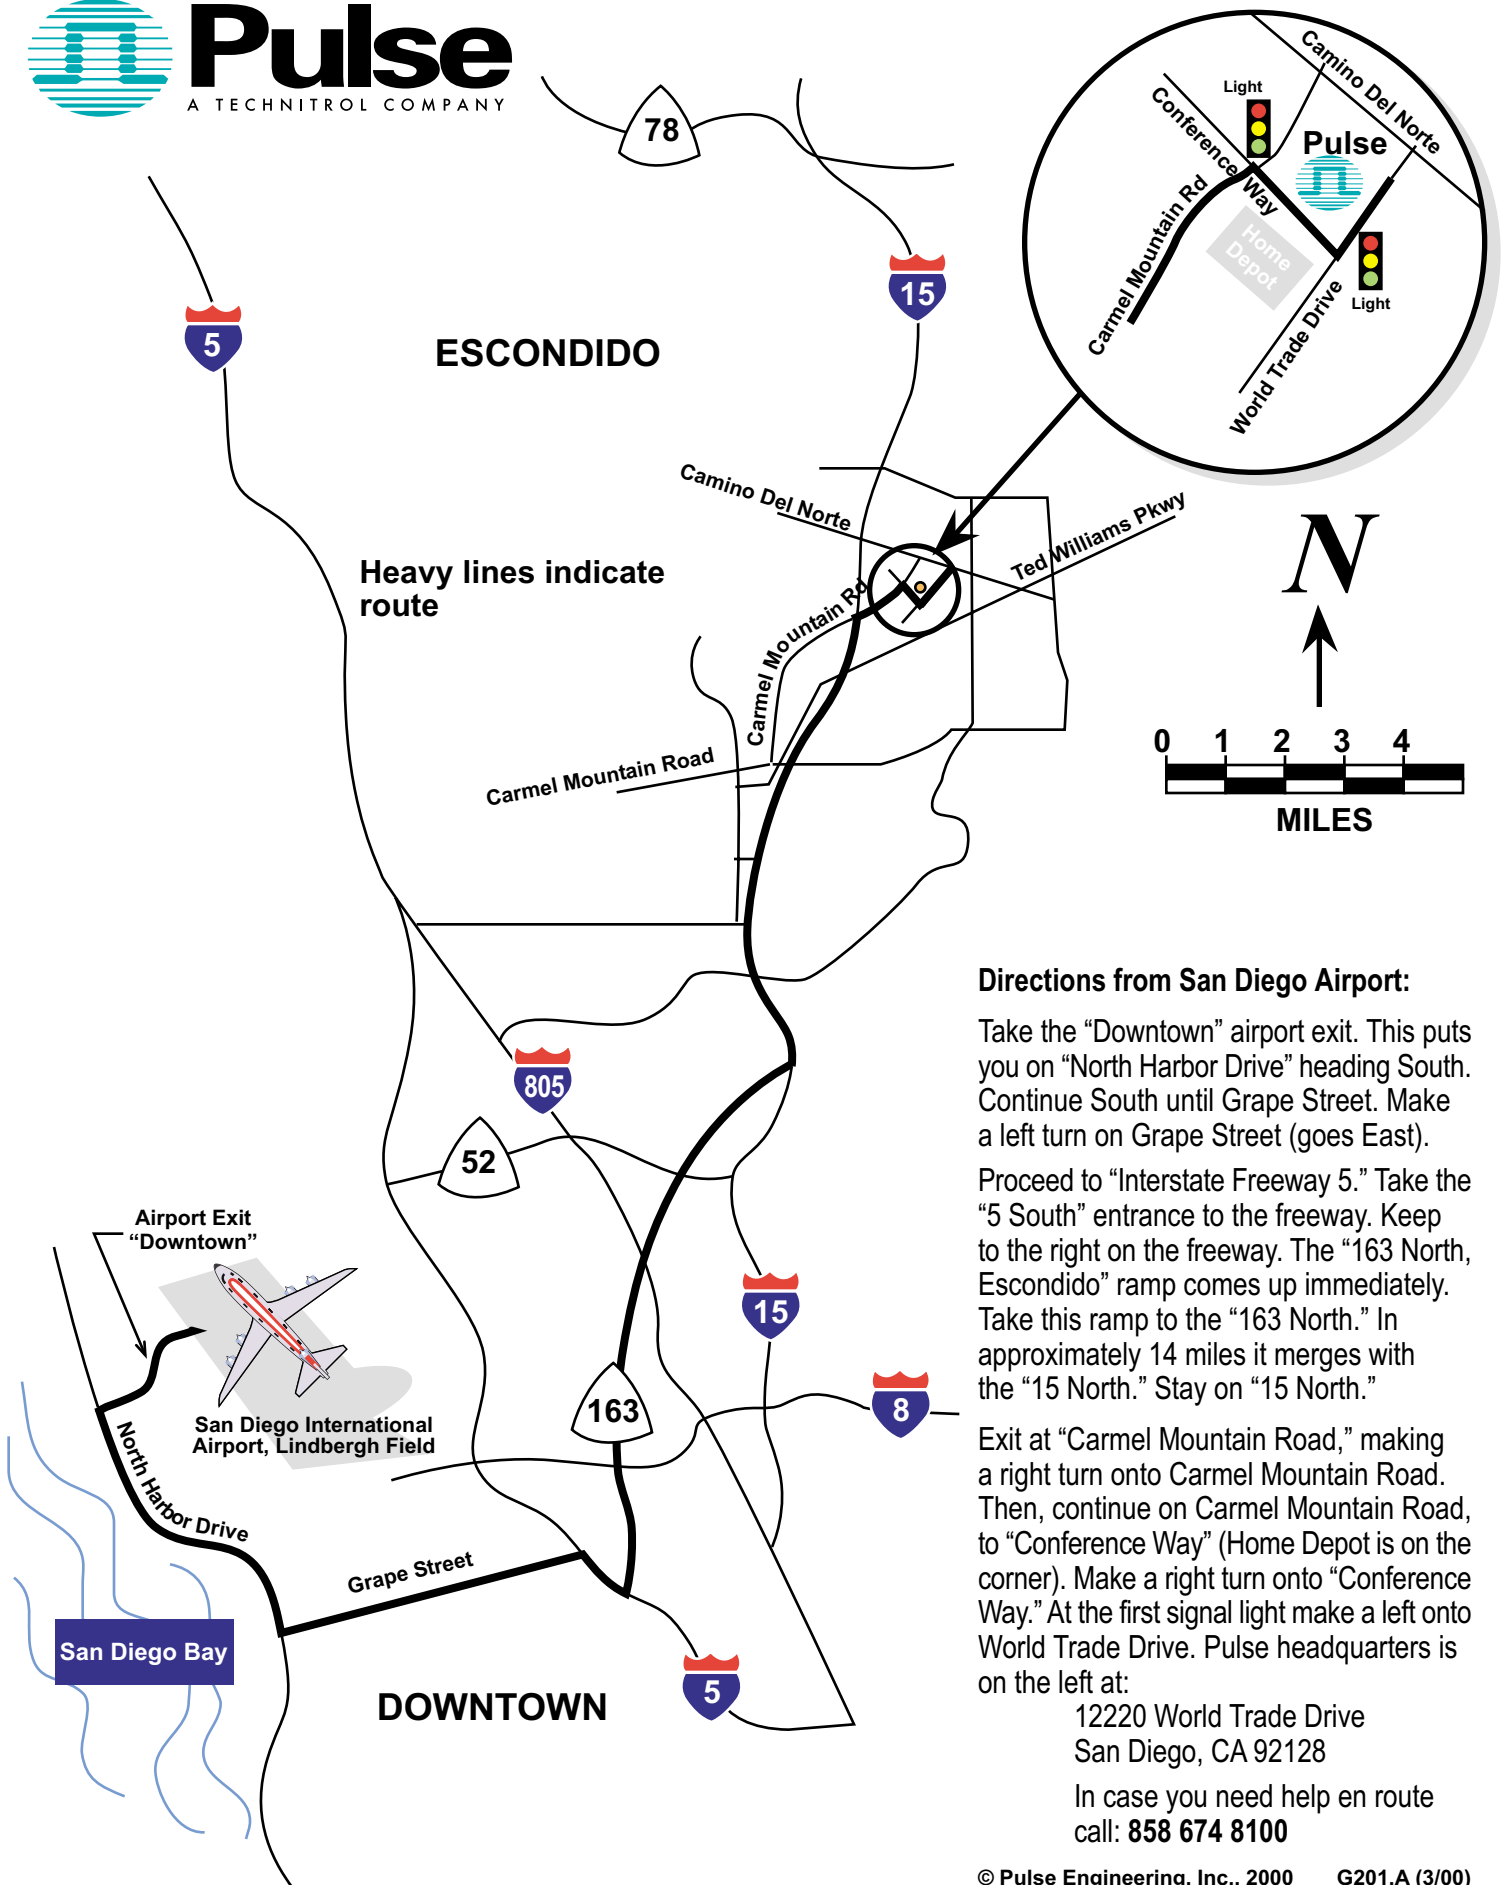 Pulse
A TECHNITROL COMPANY
78
15
5
ESCONDIDO
Light
Camino Del Norte
Conference Way
Pulse
Carmel Mountain Rd
Home
Depot
Light
World Trade Drive
Camino Del Norte
Ted Williams Pkwy
Heavy lines indicate
route
Carmel Mountain Rd
Carmel Mountain Road
N
0 1 2 3 4
MILES
805
52
15
163
8
Airport Exit
“Downtown”
San Diego International
Airport, Lindbergh Field
North Harbor Drive
Grape Street
San Diego Bay
DOWNTOWN
5
Directions from San Diego Airport:
Take the “Downtown” airport exit. This puts
you on “North Harbor Drive” heading South.
Continue South until Grape Street. Make
a left turn on Grape Street (goes East).
Proceed to “Interstate Freeway 5.” Take the
“5 South” entrance to the freeway. Keep
to the right on the freeway. The “163 North,
Escondido” ramp comes up immediately.
Take this ramp to the “163 North.” In
approximately 14 miles it merges with
the “15 North.” Stay on “15 North.”
Exit at “Carmel Mountain Road,” making
a right turn onto Carmel Mountain Road.
Then, continue on Carmel Mountain Road,
to “Conference Way” (Home Depot is on the
corner). Make a right turn onto “Conference
Way.” At the first signal light make a left onto
World Trade Drive. Pulse headquarters is
on the left at:
12220 World Trade Drive
San Diego, CA 92128
In case you need help en route
call: 858 674 8100
© Pulse Engineering, Inc., 2000 G201.A (3/00)